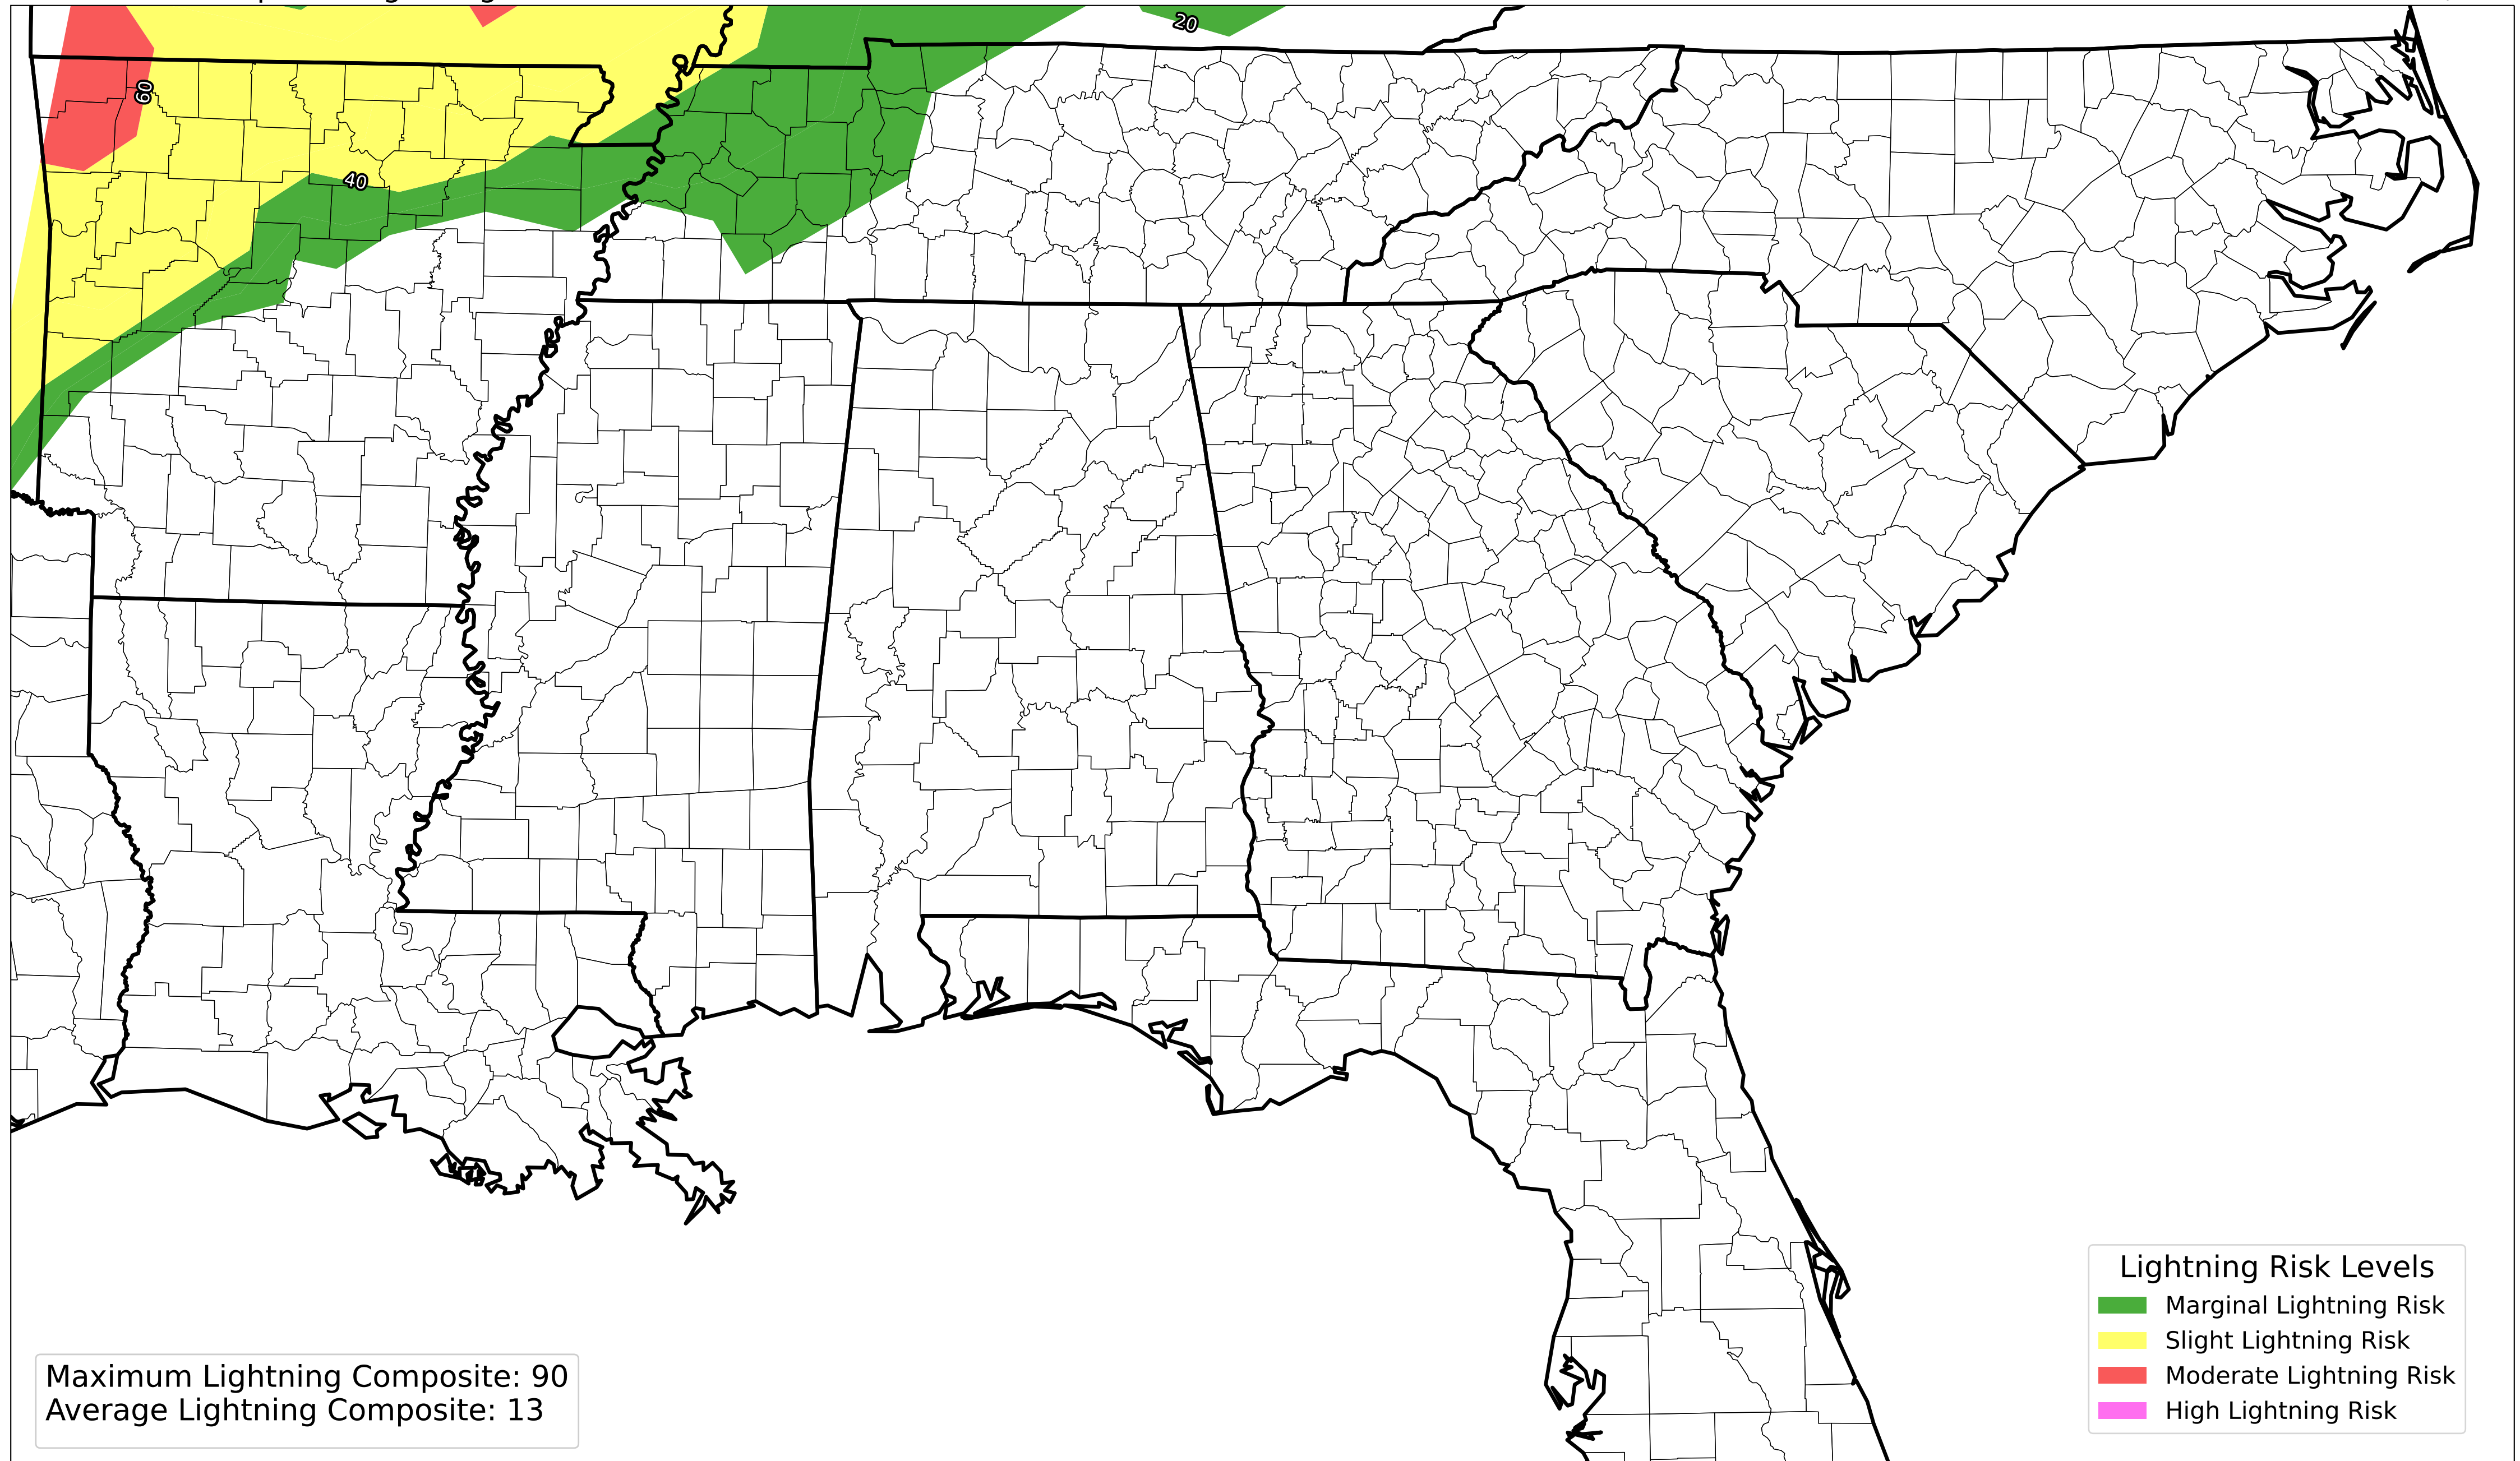 20
60
40
Lightning Risk Levels
Marginal Lightning Risk
Slight Lightning Risk
Moderate Lightning Risk
High Lightning Risk
Maximum Lightning Composite: 90
Average Lightning Composite: 13